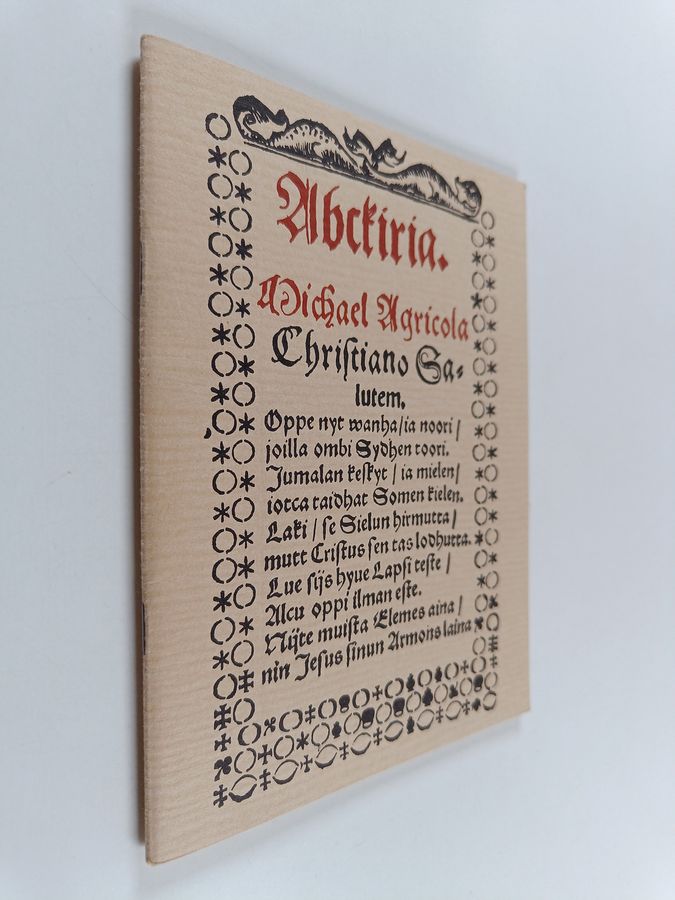 Abckiria.
Michael Agricola
Chriſtiano Sa-
lutem.
Oppe nyt wanha/ia noori/
joilla ombi Sydhen toori.
Jumalan keſkyt/ia mielen/
iotca taidhat Somen kielen.
Laki/ſe Sielun hirmutta/
mutt Criſtus ſen tas lodhutta.
Lue ſijs hyue Lapſi teſte/
Alcu oppi ilman eſte.
Nijte muiſta Elemes aina/
nin Jeſus ſinun Armons laina